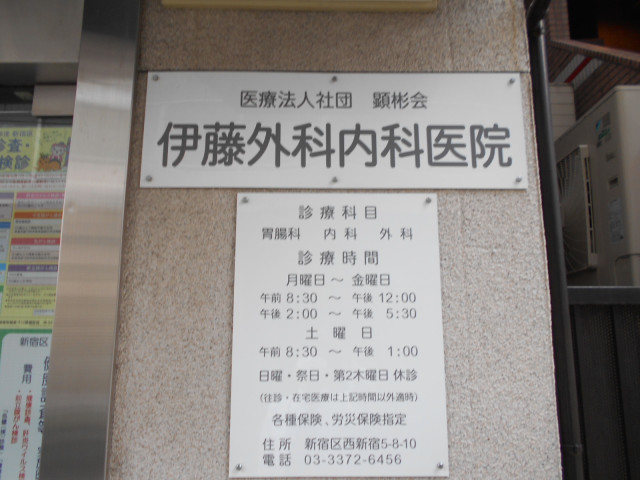 医療法人社団　顕彬会
伊藤外科内科医院
診療科目
胃腸科　内科　外科
診療時間
月曜日～金曜日
午前 8:30 ～ 午後 12:00
午後 2:00 ～ 午後 5:30
土曜日
午前 8:30 ～ 午後 1:00
日曜・祭日・第2木曜日 休診
(往診・在宅医療は上記時間以外適時)
各種保険、労災保険指定
住所　新宿区西新宿5-8-10
電話　03-3372-6456
新宿区
費用